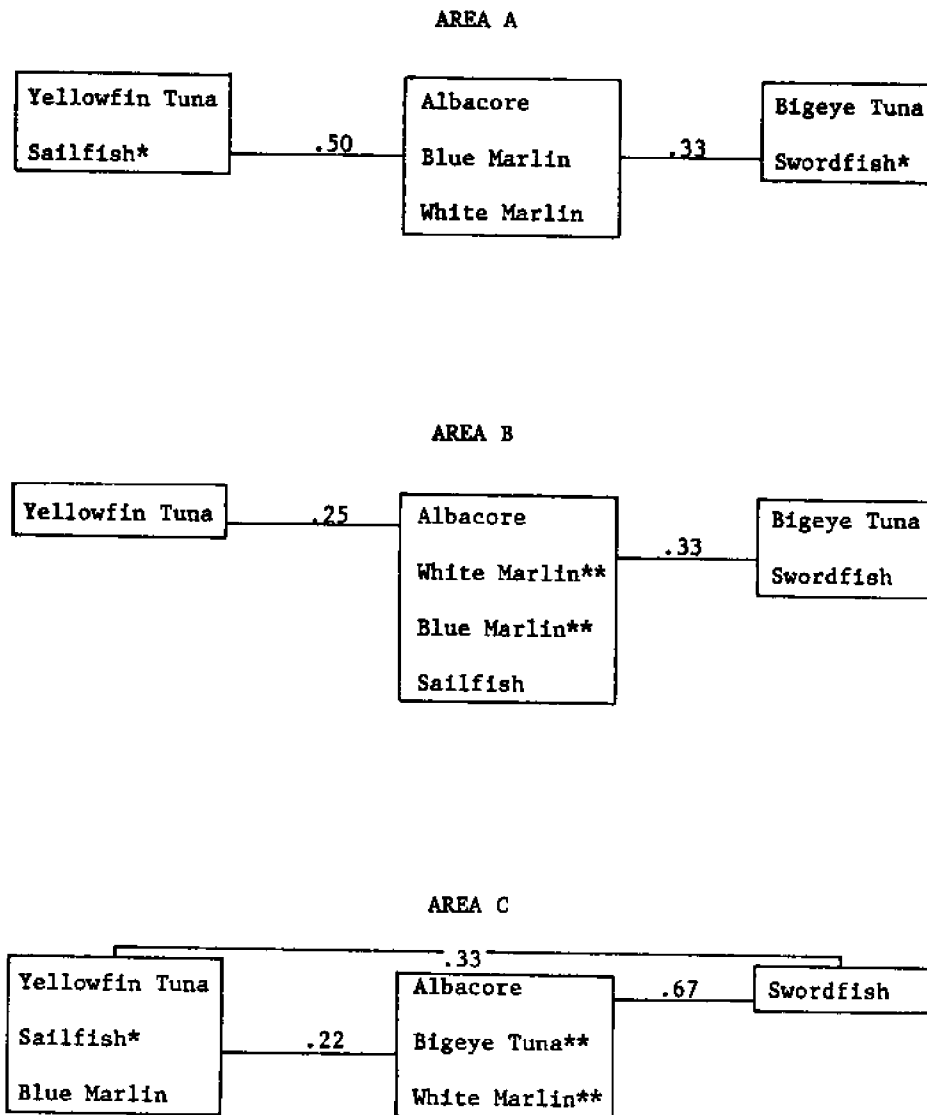 AREA A
Yellowfin Tuna
Sailfish*
.50
Albacore
Blue Marlin
White Marlin
.33
Bigeye Tuna
Swordfish*
AREA B
Yellowfin Tuna
.25
Albacore
White Marlin**
Blue Marlin**
Sailfish
.33
Bigeye Tuna
Swordfish
AREA C
.33
Yellowfin Tuna
Sailfish*
Blue Marlin
.22
Albacore
Bigeye Tuna**
White Marlin**
.67
Swordfish